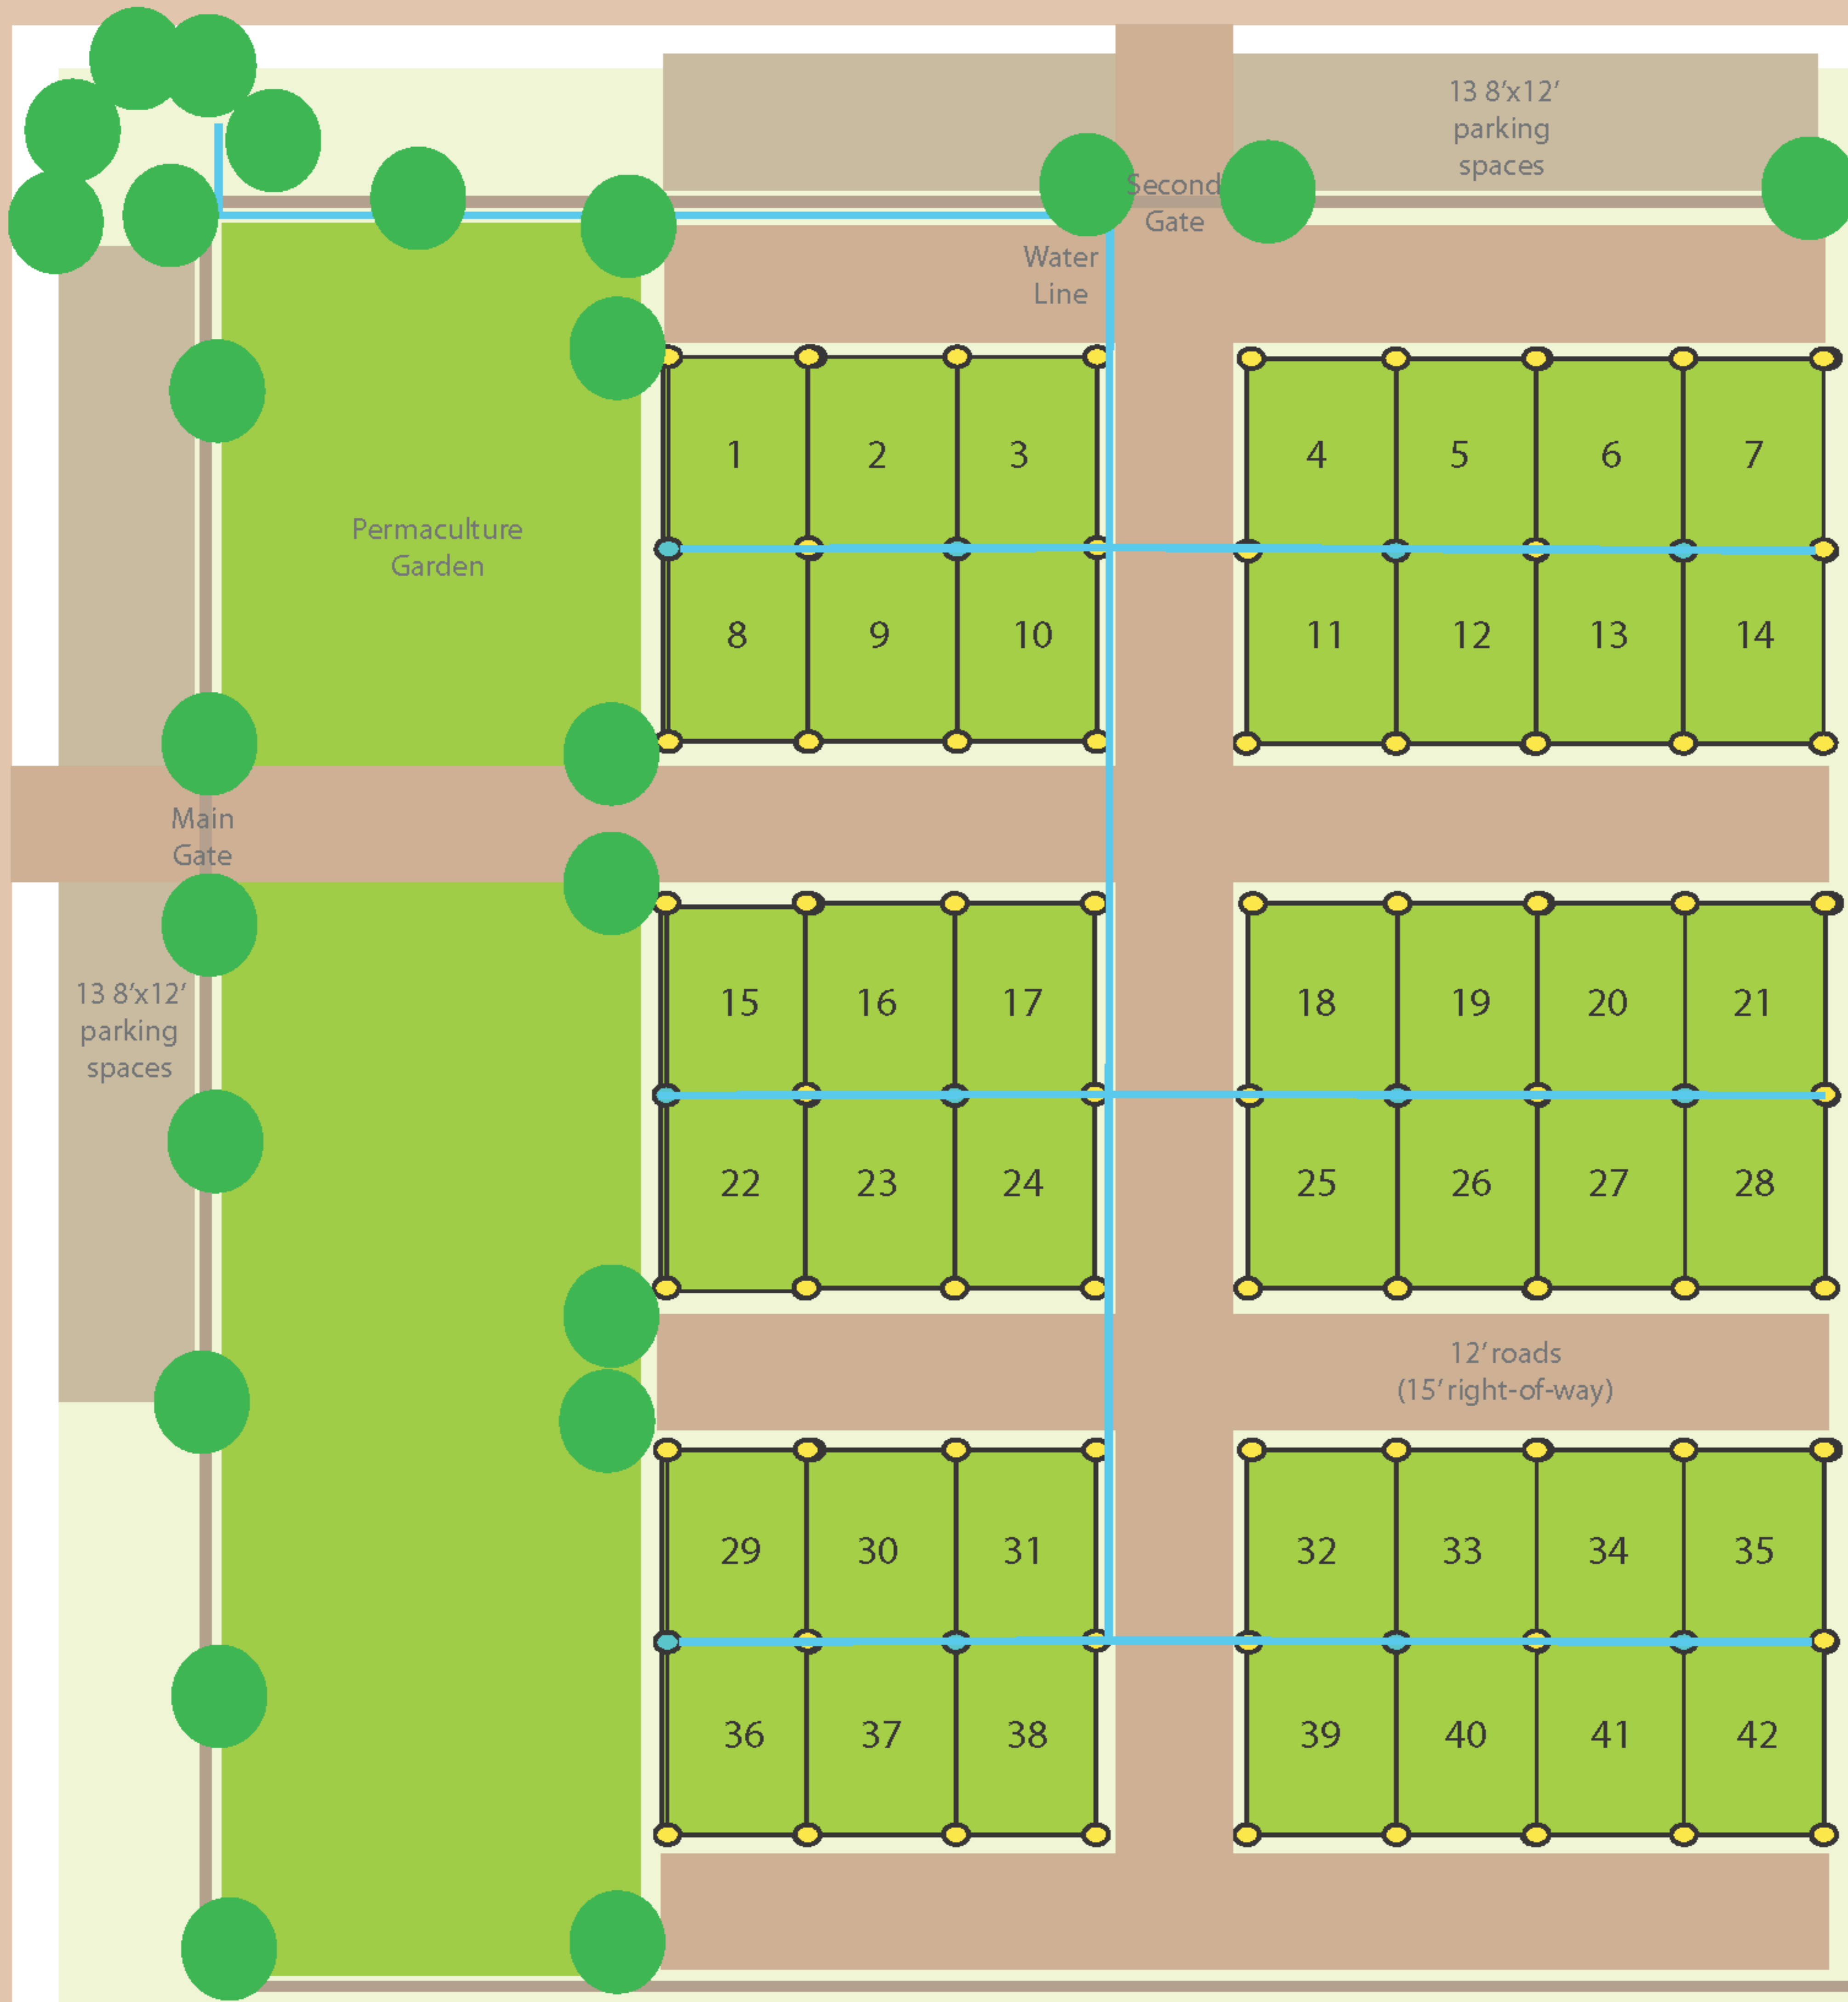 13 8’x12’
parking
spaces
Second
Gate
Water
Line
1 2 3 4 5 6 7
Permaculture
Garden
8 9 10 11 12 13 14
Main
Gate
13 8’x12’
parking
spaces
15 16 17 18 19 20 21
22 23 24 25 26 27 28
12’ roads
(15’ right-of-way)
29 30 31 32 33 34 35
36 37 38 39 40 41 42